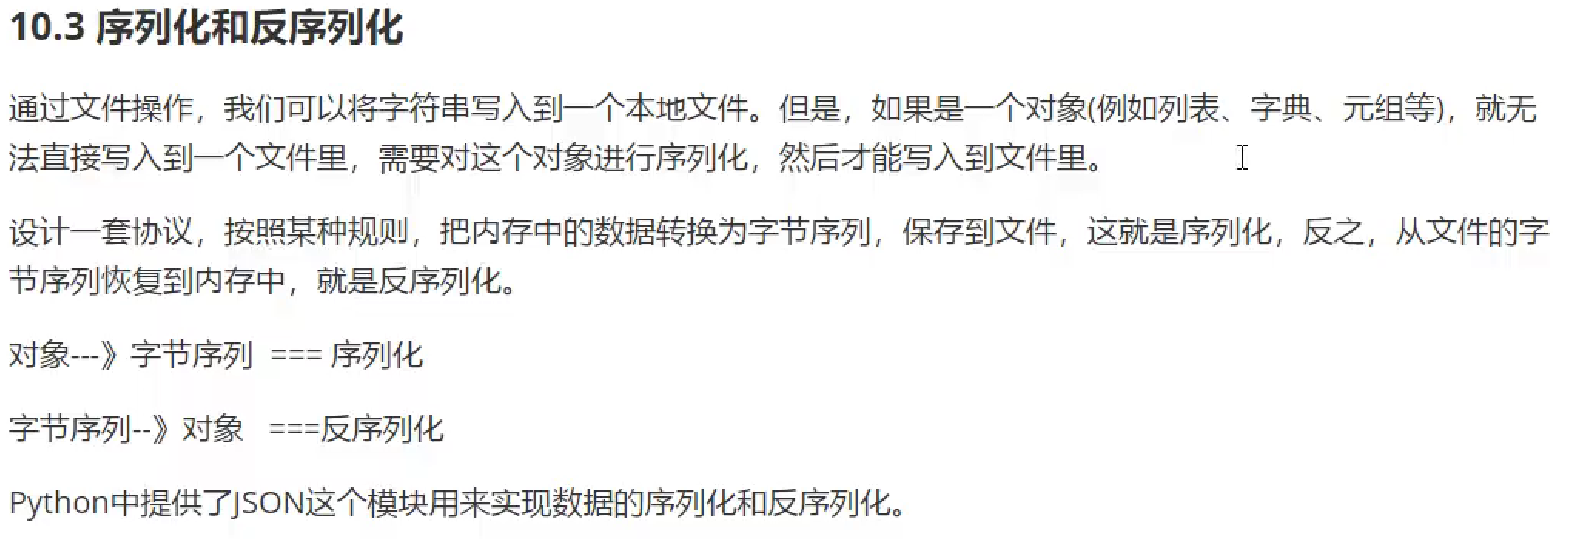 10.3 序列化和反序列化
通过文件操作，我们可以将字符串写入到一个本地文件。但是，如果是一个对象(例如列表、字典、元组等)，就无
法直接写入到一个文件里，需要对这个对象进行序列化，然后才能写入到文件里。
设计一套协议，按照某种规则，把内存中的数据转换为字节序列，保存到文件，这就是序列化，反之，从文件的字
节序列恢复到内存中，就是反序列化。
对象---》字节序列 === 序列化
字节序列--》对象 ===反序列化
Python中提供了JSON这个模块用来实现数据的序列化和反序列化。